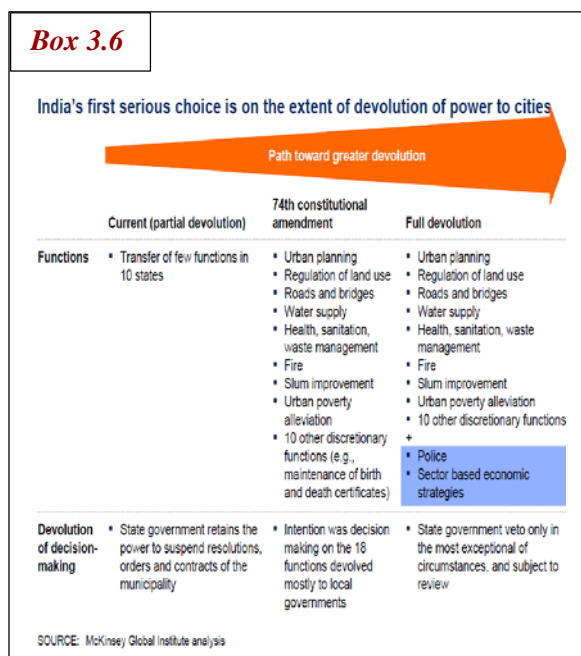 Box 3.6
India's first serious choice is on the extent of devolution of power to cities
Path toward greater devolution
Current (partial devolution)
74th constitutional
amendment
Full devolution
Functions
▪ Transfer of few functions in
10 states
▪ Urban planning
▪ Regulation of land use
▪ Roads and bridges
▪ Water supply
▪ Health, sanitation,
waste management
▪ Fire
▪ Slum improvement
▪ Urban poverty
alleviation
▪ 10 other discretionary
functions (e.g.,
maintenance of birth
and death certificates)
▪ Urban planning
▪ Regulation of land use
▪ Roads and bridges
▪ Water supply
▪ Health, sanitation, waste
management
▪ Fire
▪ Slum improvement
▪ Urban poverty alleviation
▪ 10 other discretionary functions
+
▪ Police
▪ Sector based economic
strategies
Devolution
of decision-
making
▪ State government retains the
power to suspend resolutions,
orders and contracts of the
municipality
▪ Intention was decision
making on the 18
functions devolved
mostly to local
governments
▪ State government veto only in
the most exceptional of
circumstances, and subject to
review
SOURCE: McKinsey Global Institute analysis